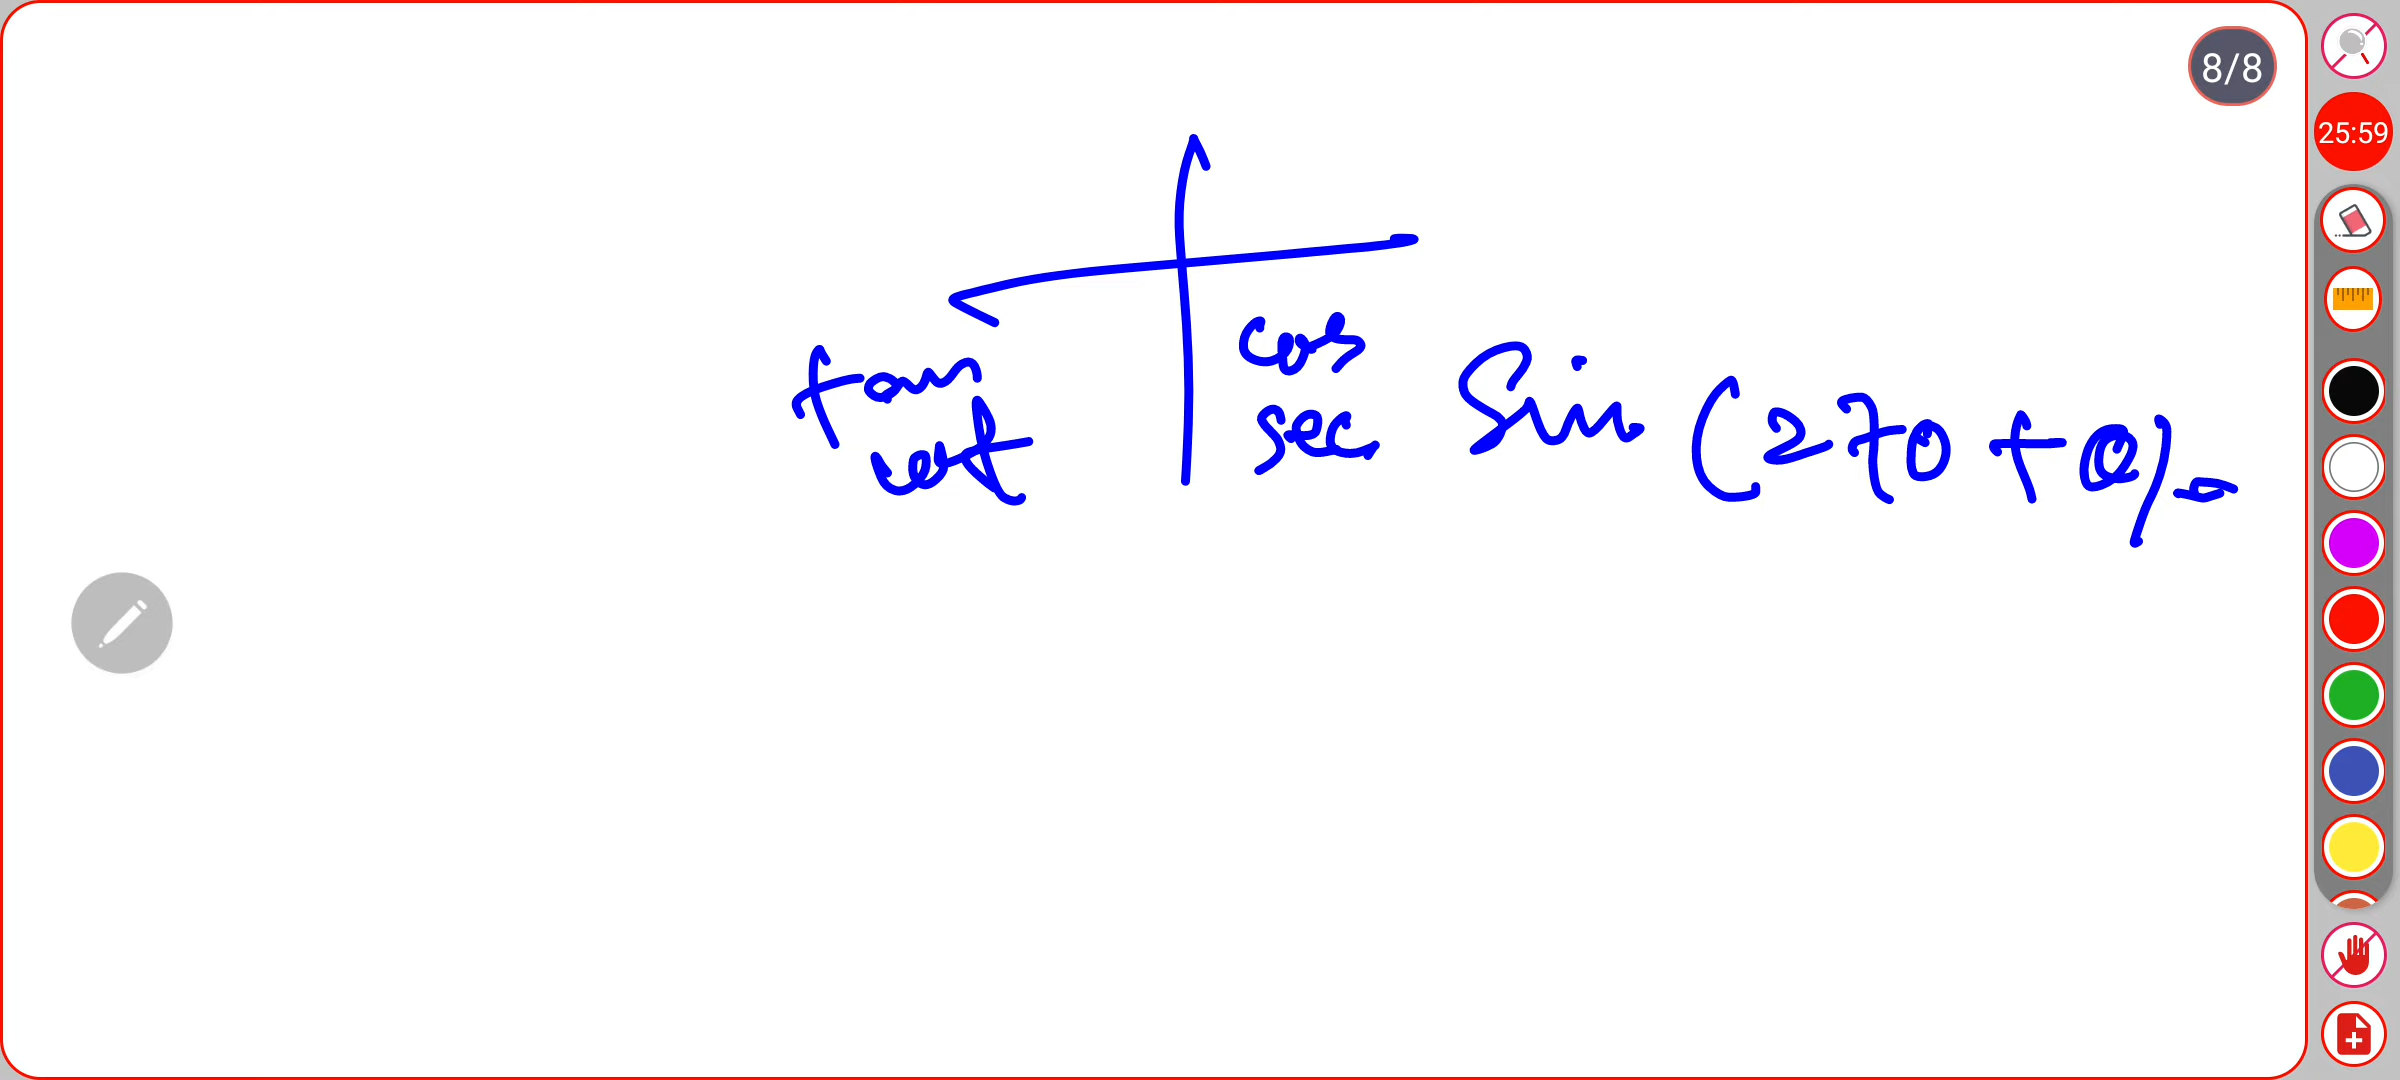 8/8
25:59
tan
cot
cos
sec
Sin (270+θ)=